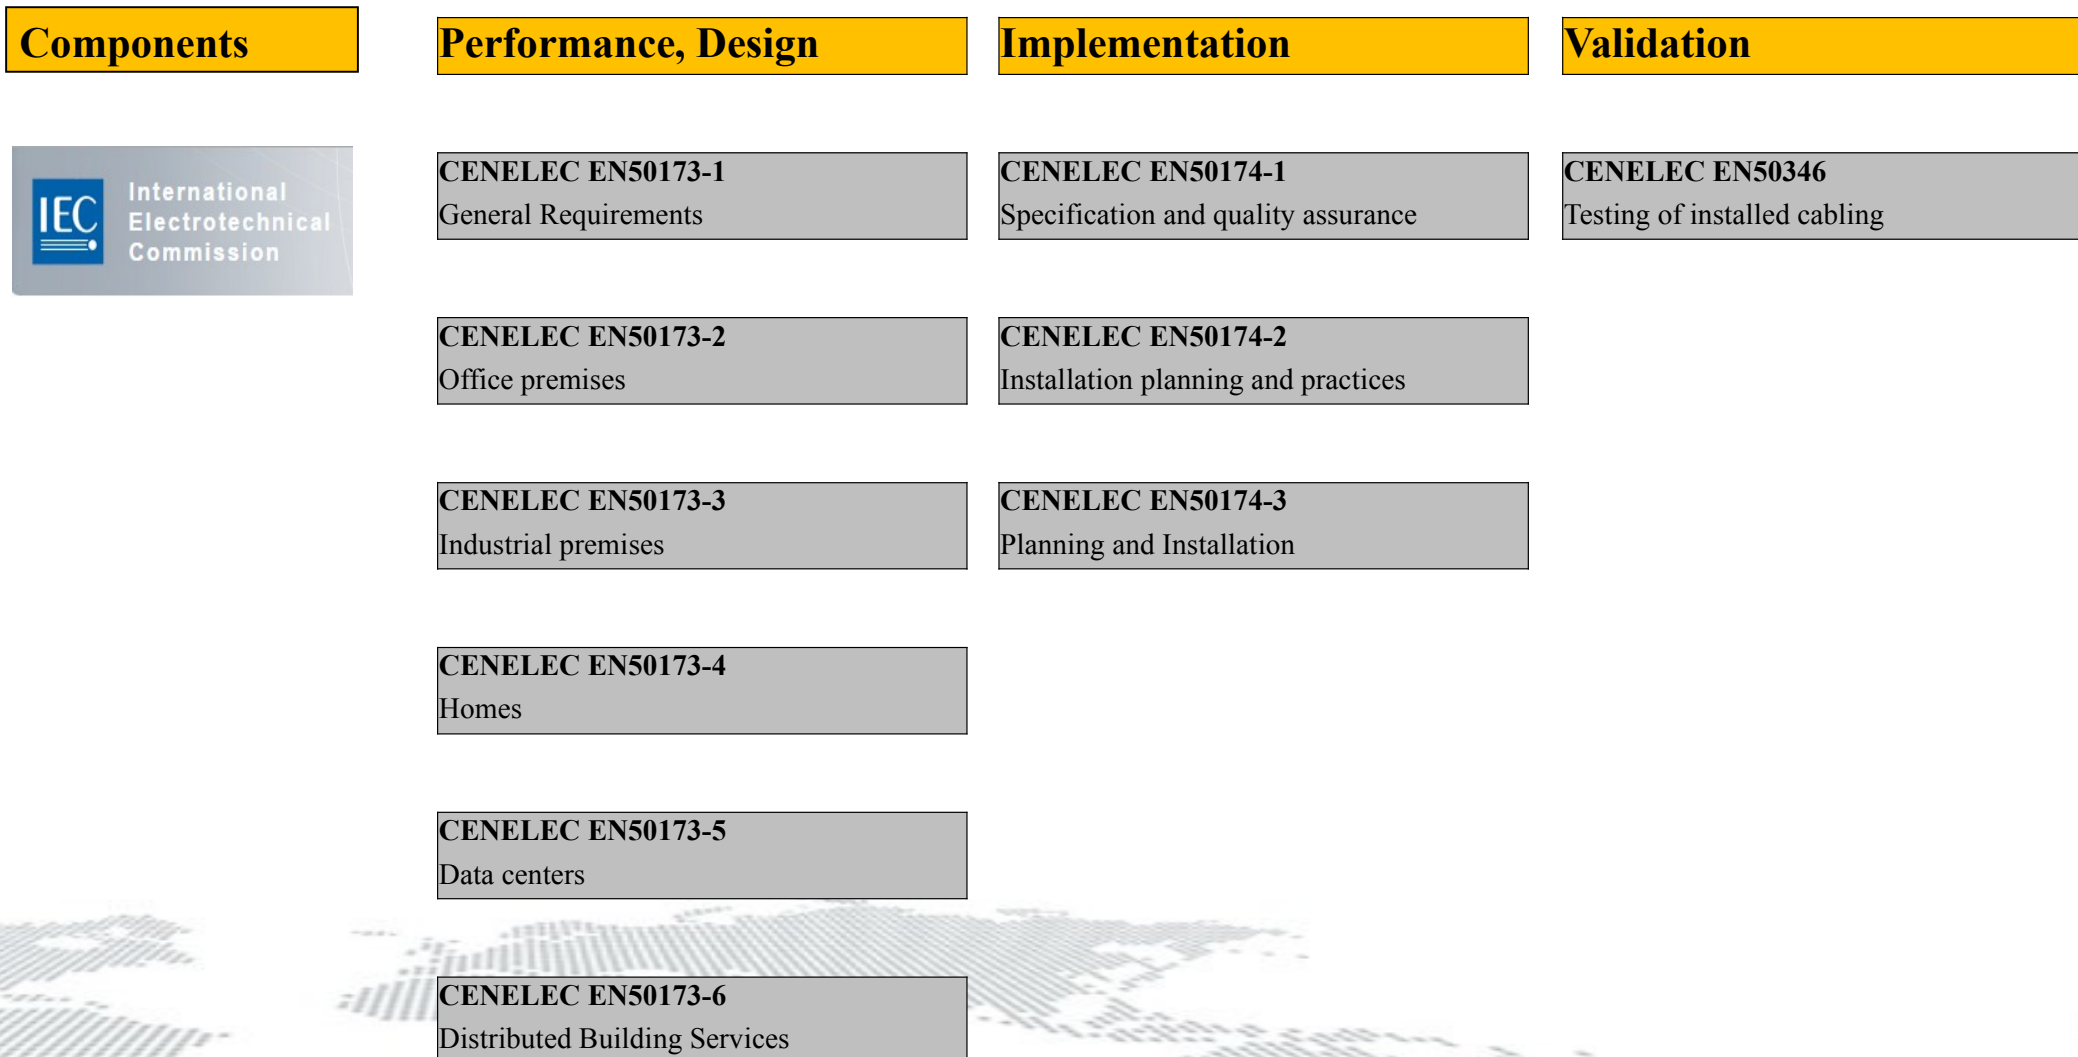 Components
Performance, Design
Implementation
Validation
IEC
International
Electrotechnical
Commission
CENELEC EN50173-1
General Requirements
CENELEC EN50174-1
Specification and quality assurance
CENELEC EN50346
Testing of installed cabling
CENELEC EN50173-2
Office premises
CENELEC EN50174-2
Installation planning and practices
CENELEC EN50173-3
Industrial premises
CENELEC EN50174-3
Planning and Installation
CENELEC EN50173-4
Homes
CENELEC EN50173-5
Data centers
CENELEC EN50173-6
Distributed Building Services